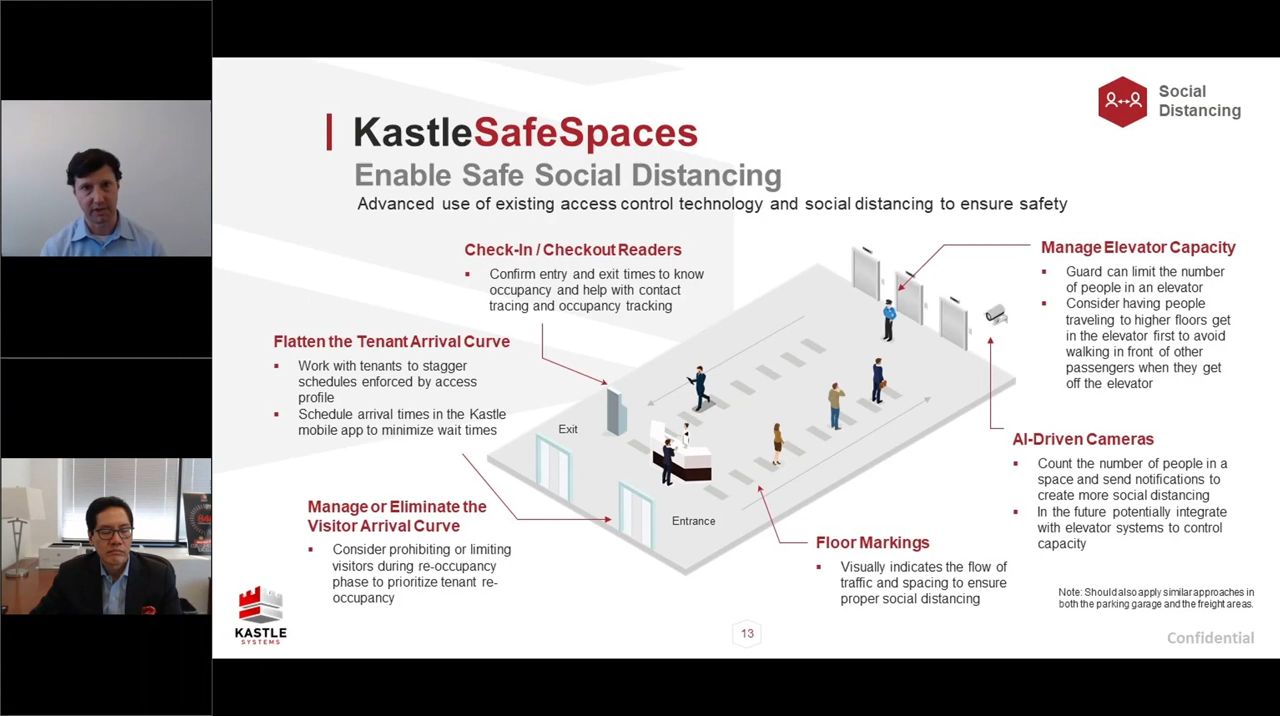 Social
Distancing
KastleSafeSpaces
Enable Safe Social Distancing
Advanced use of existing access control technology and social distancing to ensure safety
Check-In / Checkout Readers
▪ Confirm entry and exit times to know
occupancy and help with contact
tracing and occupancy tracking
Flatten the Tenant Arrival Curve
▪ Work with tenants to stagger
schedules enforced by access
profile
▪ Schedule arrival times in the Kastle
mobile app to minimize wait times
Manage or Eliminate the
Visitor Arrival Curve
▪ Consider prohibiting or limiting
visitors during re-occupancy
phase to prioritize tenant re-
occupancy
Exit
Entrance
Manage Elevator Capacity
▪ Guard can limit the number
of people in an elevator
▪ Consider having people
traveling to higher floors get
in the elevator first to avoid
walking in front of other
passengers when they get
off the elevator
AI-Driven Cameras
▪ Count the number of people in a
space and send notifications to
create more social distancing
▪ In the future potentially integrate
with elevator systems to control
capacity
Floor Markings
▪ Visually indicates the flow of
traffic and spacing to ensure
proper social distancing
Note: Should also apply similar approaches in
both the parking garage and the freight areas.
KASTLE
SYSTEMS
13
Confidential